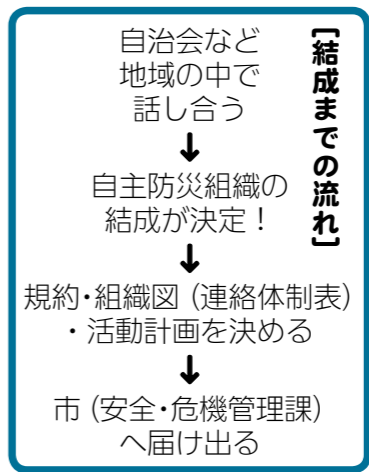 ［結成までの流れ］
自治会など
地域の中で
話し合う
↓
自主防災組織の
結成が決定！
↓
規約・組織図（連絡体制表）
・活動計画を決める
↓
市（安全・危機管理課）
へ届け出る